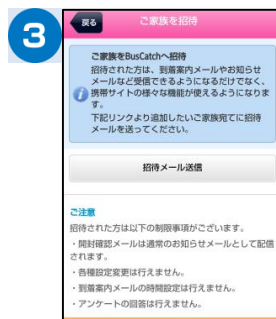 3
戻る
ご家族を招待
ご家族をBusCatchへ招待
招待された方は、到着案内メールやお知らせ
メールなど受信できるようになるだけでなく、
携帯サイトの様々な機能が使えるようになりま
す。
下記リンクより追加したいご家族宛てに招待
メールを送ってください。
招待メール送信
ご注意
招待された方は以下の制限事項がございます。
・開封確認メールは通常のお知らせメールとして配信
されます。
・各種設定変更は行えません。
・到着案内メールの時間設定は行えません。
・アンケートの回答は行えません。